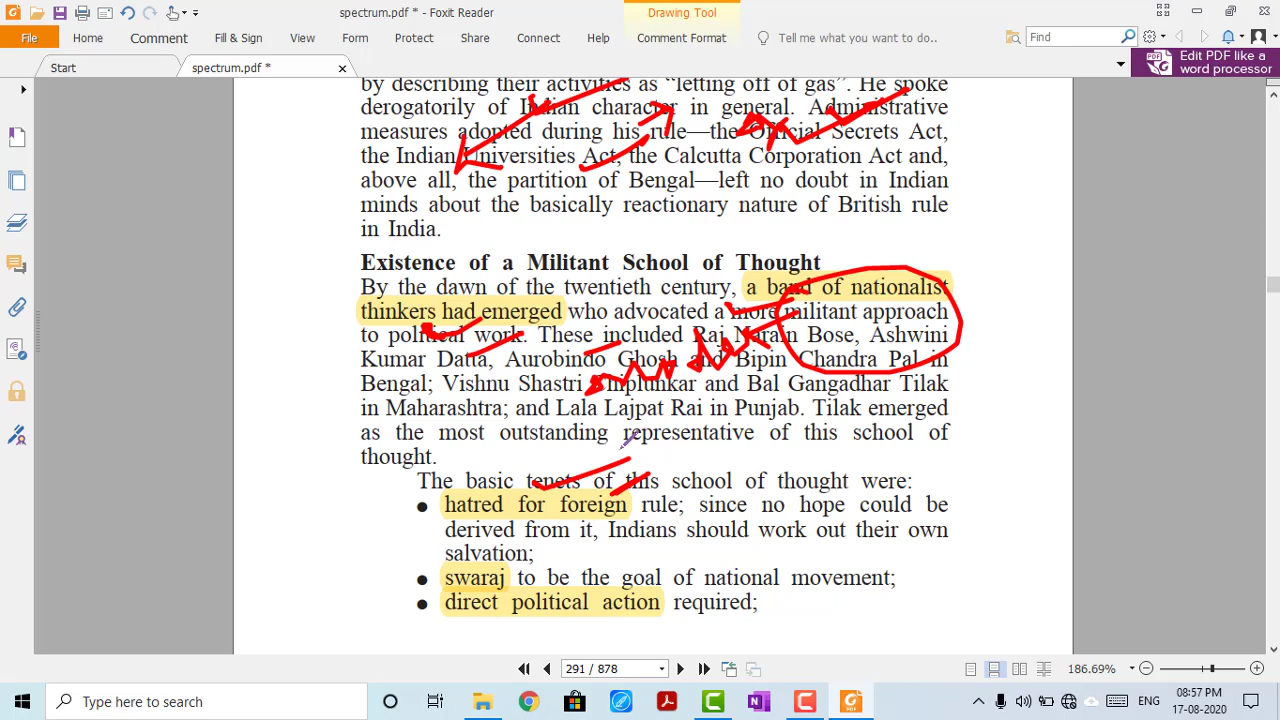 spectrum.pdf * - Foxit Reader
Drawing Tool
File Home Comment Fill & Sign View Form Protect Share Connect Help Comment Format Tell me what you want to do.. Find
Start spectrum.pdf *
Edit PDF like a
word processor
by describing their activities as “letting off of gas”. He spoke
derogatorily of Indian character in general. Administrative
measures adopted during his rule—the Official Secrets Act,
the Indian Universities Act, the Calcutta Corporation Act and,
above all, the partition of Bengal—left no doubt in Indian
minds about the basically reactionary nature of British rule
in India.
Existence of a Militant School of Thought
By the dawn of the twentieth century, a band of nationalist
thinkers had emerged who advocated a more militant approach
to political work. These included Raj Narain Bose, Ashwini
Kumar Datta, Aurobindo Ghosh and Bipin Chandra Pal in
Bengal; Vishnu Shastri Chiplunkar and Bal Gangadhar Tilak
in Maharashtra; and Lala Lajpat Rai in Punjab. Tilak emerged
as the most outstanding representative of this school of
thought.
The basic tenets of this school of thought were:
● hatred for foreign rule; since no hope could be
derived from it, Indians should work out their own
salvation;
● swaraj to be the goal of national movement;
● direct political action required;
291 / 878
186.69%
Type here to search
ENG
08:57 PM
17-08-2020